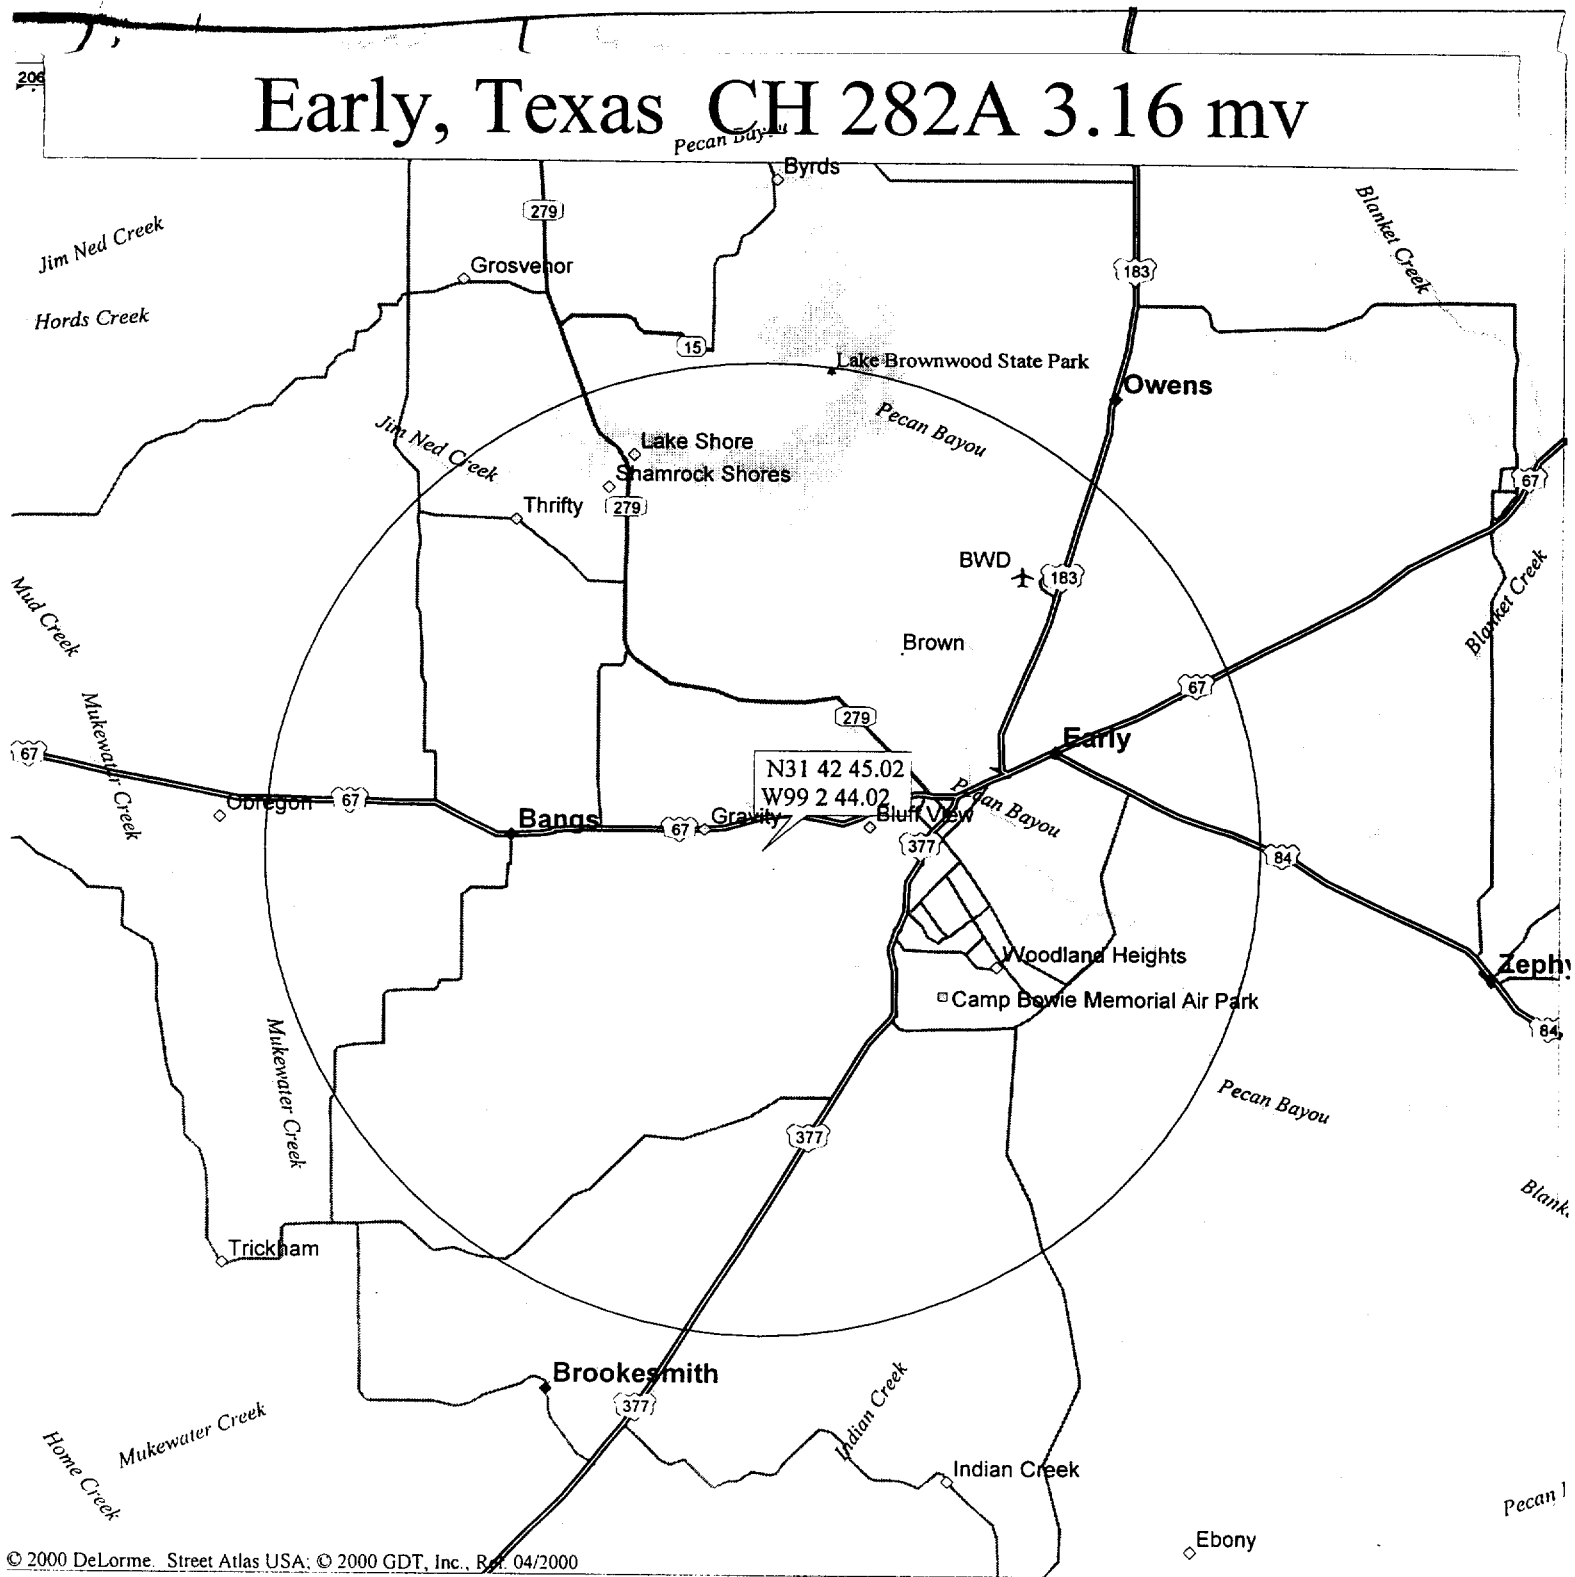 206
Early, Texas CH 282A 3.16 mv
Pecan Bayou
Byrds
Jim Ned Creek
279
Blanket Creek
Grosvenor
183
Hords Creek
15
Lake Brownwood State Park
Owens
Jim Ned Creek
Pecan Bayou
Lake Shore
Shamrock Shores
67
Thrifty
279
BWD
183
Mud Creek
Blanket Creek
Brown
Mukewater Creek
67
279
Early
67
N31 42 45.02
W99 2 44.02
Pecan Bayou
Obregon
67
Bangs
67
Gravity
Bluff View
377
84
Woodland Heights
Zephy
Camp Bowie Memorial Air Park
84
Mukewater Creek
Pecan Bayou
377
Blank
Trickham
Brookesmith
377
Indian Creek
Mukewater Creek
Home Creek
Indian Creek
Pecan
Ebony
© 2000 DeLorme. Street Atlas USA; © 2000 GDT, Inc., Rel. 04/2000